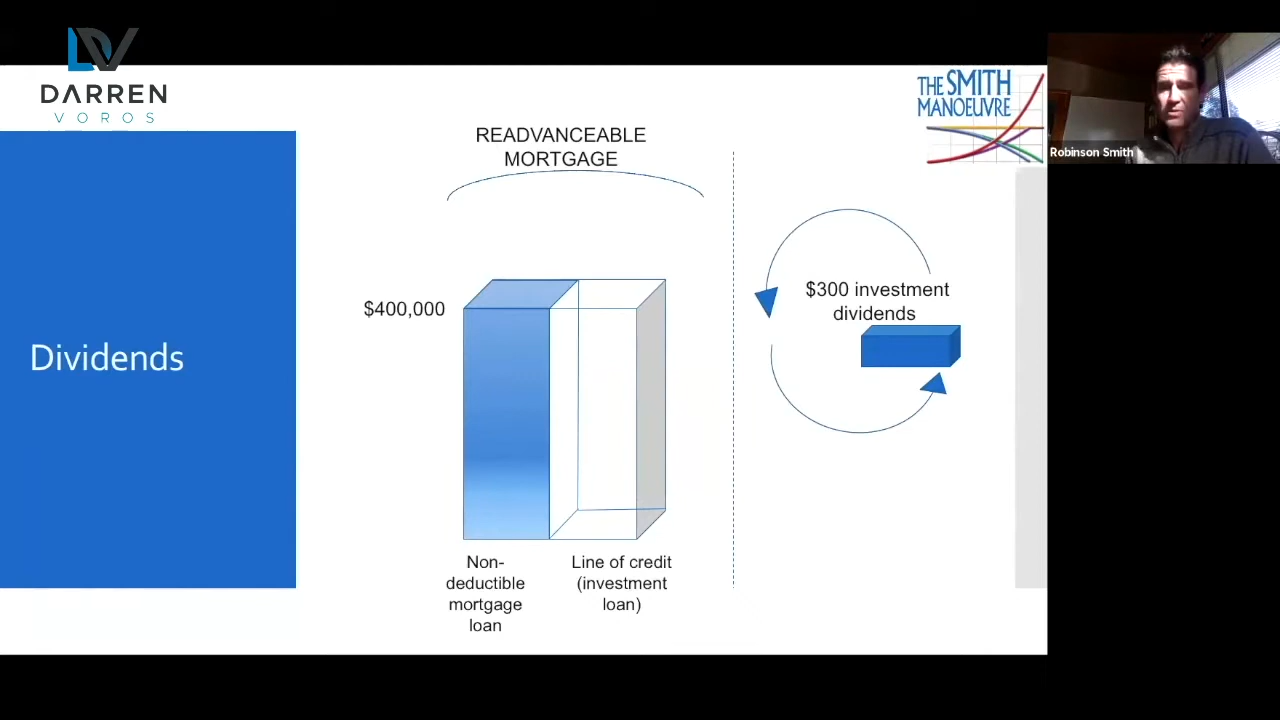 DV
DARREN
VOROS
THE SMITH
MANOEUVRE
Robinson Smith
READVANCEABLE
MORTGAGE
$400,000
$300 investment
dividends
Dividends
Non-
deductible
mortgage
loan
Line of credit
(investment
loan)